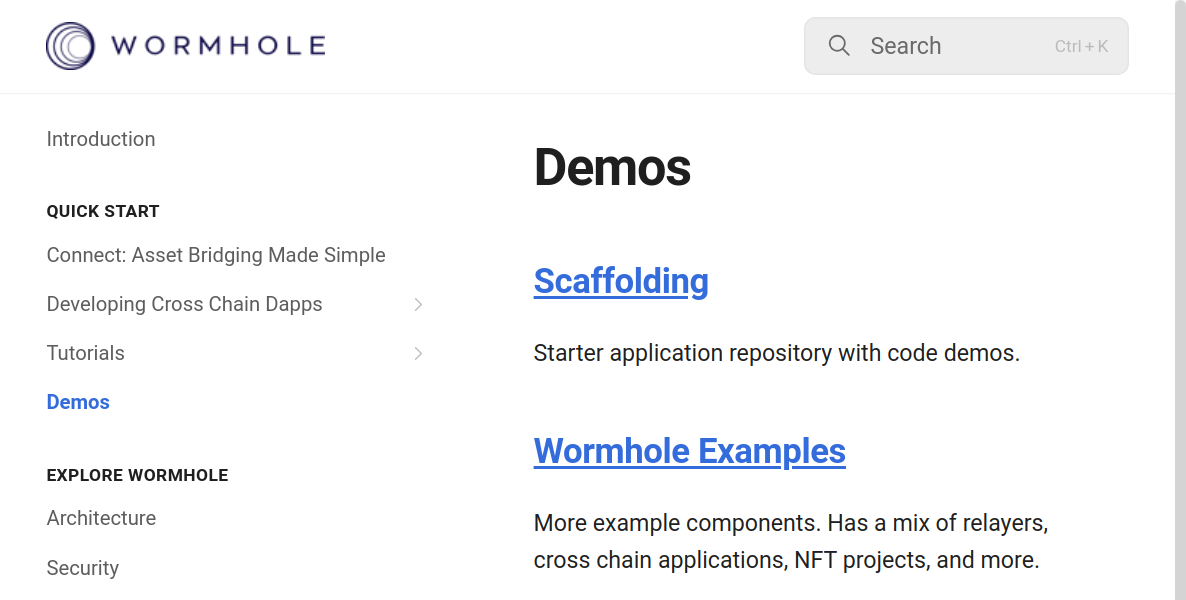 WORMHOLE
Search
Ctrl + K
Introduction
QUICK START
Connect: Asset Bridging Made Simple
Developing Cross Chain Dapps
Tutorials
Demos
EXPLORE WORMHOLE
Architecture
Security
Demos
Scaffolding
Starter application repository with code demos.
Wormhole Examples
More example components. Has a mix of relayers,
cross chain applications, NFT projects, and more.